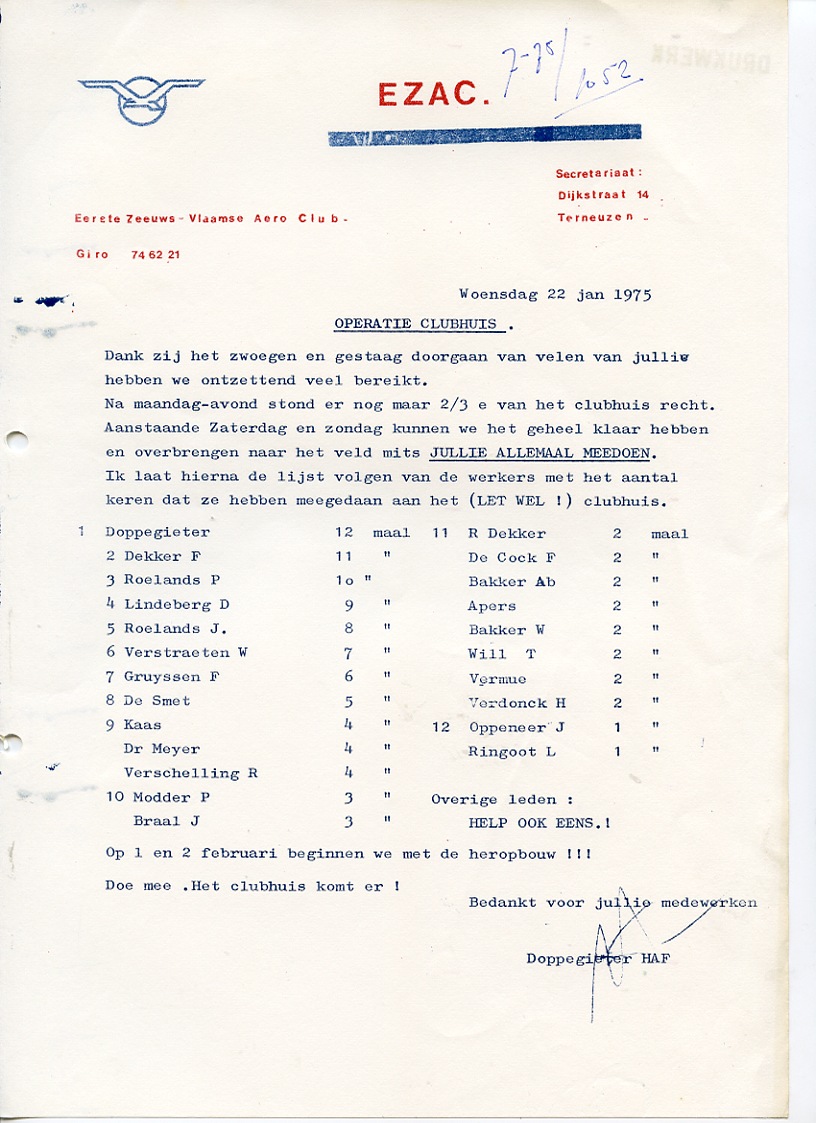 7-75/1052
EZAC.
Secretariaat:
Dijkstraat 14
Terneuzen
Eerste Zeeuws-Vlaamse Aero Club-
Giro 74 62 21
Woensdag 22 jan 1975
OPERATIE CLUBHUIS .
Dank zij het zwoegen en gestaag doorgaan van velen van jullie
hebben we ontzettend veel bereikt.
Na maandag-avond stond er nog maar 2/3 e van het clubhuis recht.
Aanstaande Zaterdag en zondag kunnen we het geheel klaar hebben
en overbrengen naar het veld mits JULLIE ALLEMAAL MEEDOEN.
Ik laat hierna de lijst volgen van de werkers met het aantal
keren dat ze hebben meegedaan aan het (LET WEL !) clubhuis.
1 Doppegieter 12 maal
2 Dekker F 11 "
3 Roelands P 1o "
4 Lindeberg D 9 "
5 Roelands J. 8 "
6 Verstraeten W 7 "
7 Gruyssen F 6 "
8 De Smet 5 "
9 Kaas 4 "
Dr Meyer 4 "
Verschelling R 4 "
10 Modder P 3 "
Braal J 3 "
11 R Dekker 2 maal
De Cock F 2 "
Bakker Ab 2 "
Apers 2 "
Bakker W 2 "
Will T 2 "
Vermue 2 "
Verdonck H 2 "
12 Oppeneer J 1 "
Ringoot L 1 "
Overige leden :
HELP OOK EENS.!
Op 1 en 2 februari beginnen we met de heropbouw !!!
Doe mee .Het clubhuis komt er !
Bedankt voor jullie medewerken
Doppegieter HAF
DRUKWERK